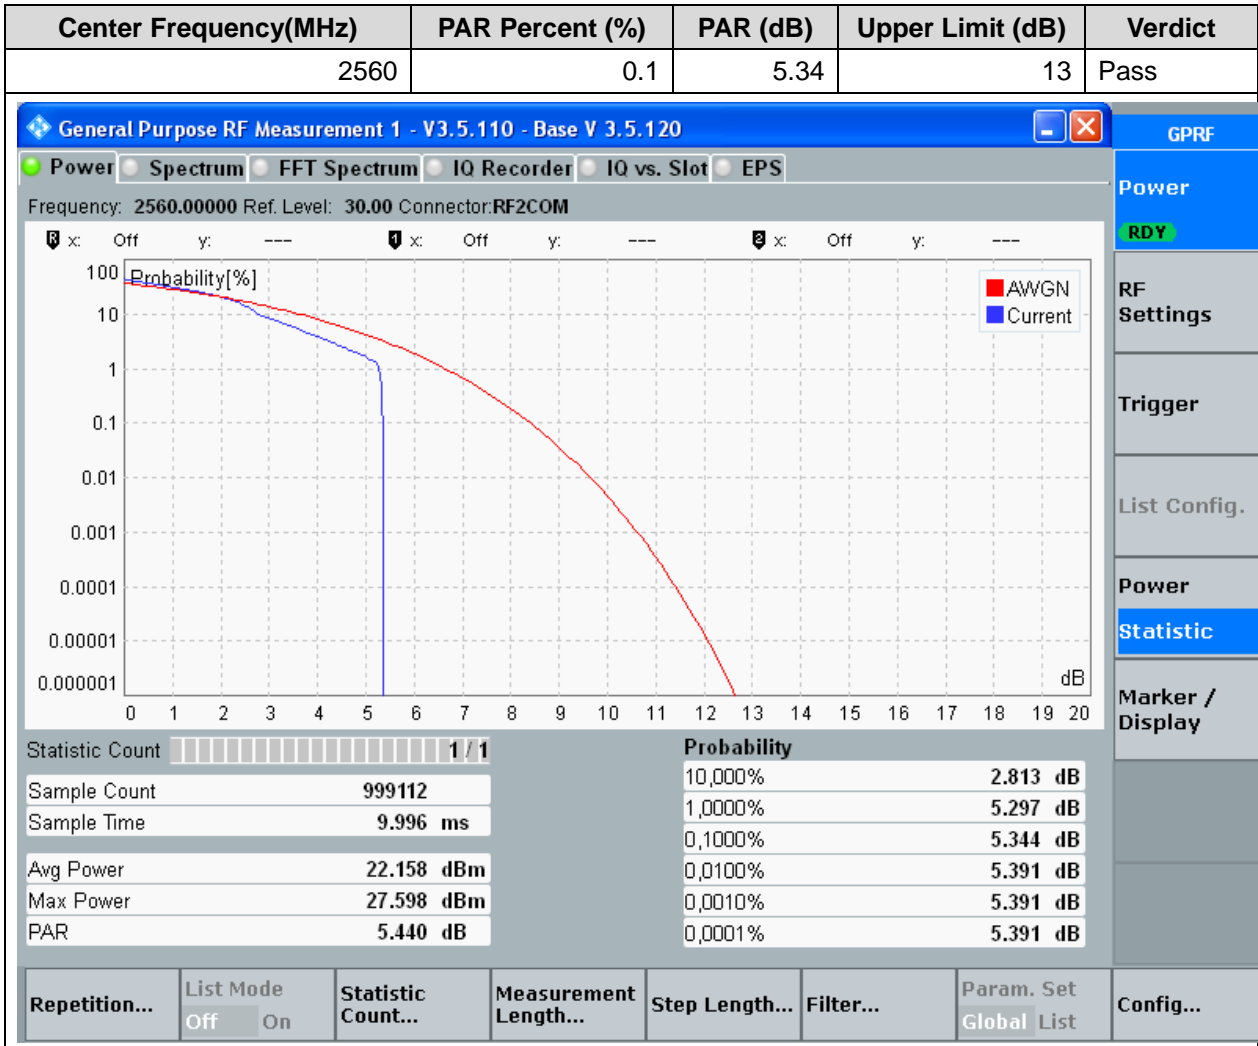 Center Frequency(MHz) PAR Percent (%) PAR (dB) Upper Limit (dB) Verdict
2560 0.1 5.34 13 Pass
General Purpose RF Measurement 1 - V3.5.110 - Base V 3.5.120
GPRF
Power Spectrum FFT Spectrum IQ Recorder IQ vs. Slot EPS
Frequency: 2560.00000 Ref. Level: 30.00 Connector:RF2COM
R x: Off y: --- 1 x: Off y: --- 2 x: Off y: ---
Probability[%]
AWGN
Current
100
10
1
0.1
0.01
0.001
0.0001
0.00001
0.000001
dB
0 1 2 3 4 5 6 7 8 9 10 11 12 13 14 15 16 17 18 19 20
Statistic Count 1 / 1
Sample Count 999112
Sample Time 9.996 ms
Avg Power 22.158 dBm
Max Power 27.598 dBm
PAR 5.440 dB
Probability
10,000% 2.813 dB
1,0000% 5.297 dB
0,1000% 5.344 dB
0,0100% 5.391 dB
0,0010% 5.391 dB
0,0001% 5.391 dB
Power
RDY
RF
Settings
Trigger
List Config.
Power
Statistic
Marker /
Display
Repetition...
List Mode
Off On
Statistic
Count...
Measurement
Length...
Step Length...
Filter...
Param. Set
Global List
Config...